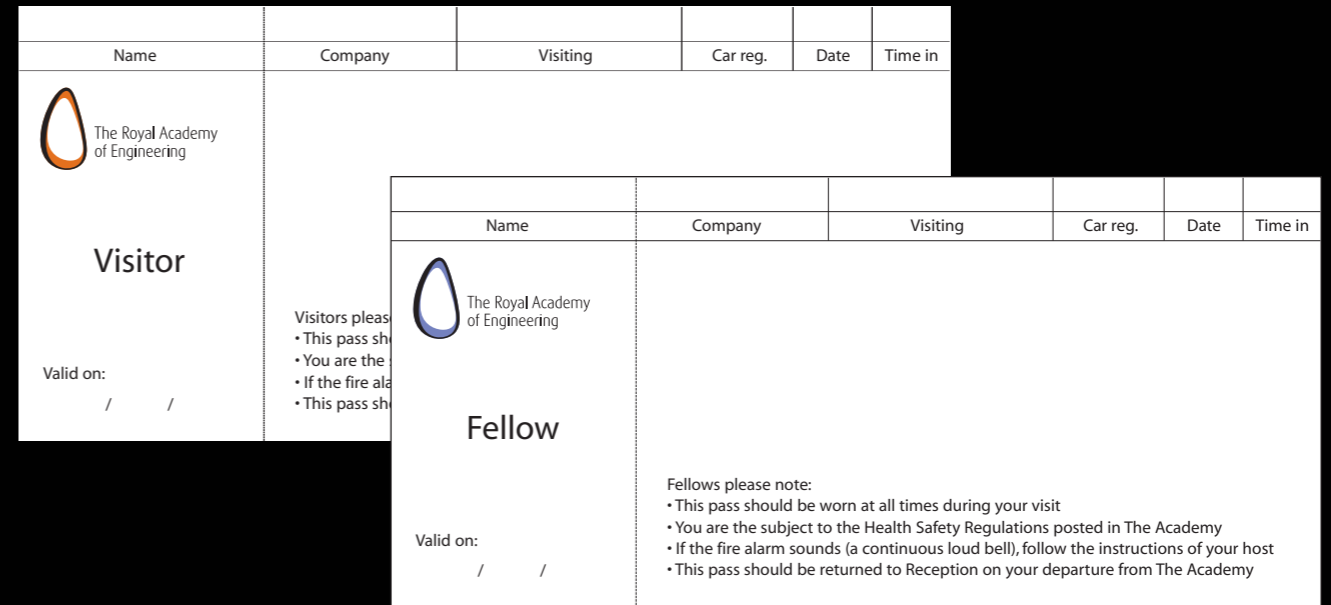 Name Company Visiting Car reg. Date Time in
The Royal Academy
of Engineering
Visitor
Visitors
• This pass
• You are the
• If the fire
• This pass
Valid on:
/ /
Name Company Visiting Car reg. Date Time in
The Royal Academy
of Engineering
Fellow
Fellows please note:
• This pass should be worn at all times during your visit
• You are the subject to the Health Safety Regulations posted in The Academy
• If the fire alarm sounds (a continuous loud bell), follow the instructions of your host
• This pass should be returned to Reception on your departure from The Academy
Valid on:
/ /